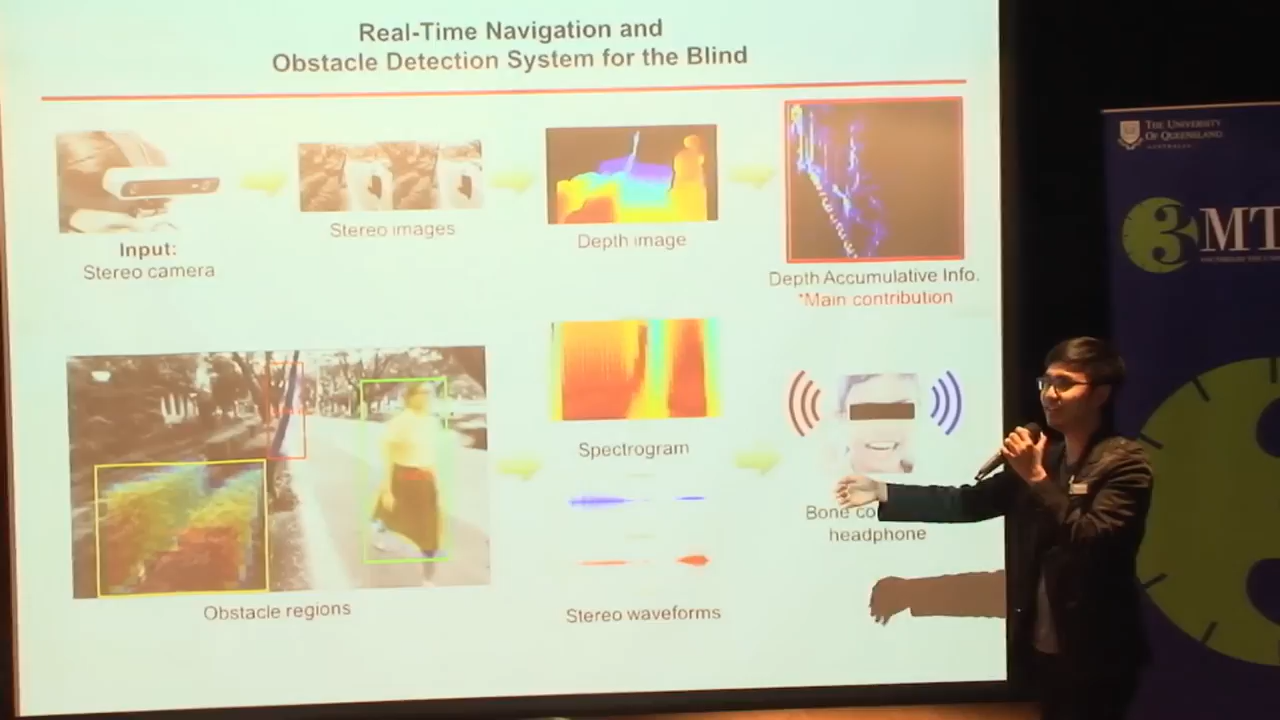 Real-Time Navigation and
Obstacle Detection System for the Blind
Input:
Stereo camera
Stereo images
Depth image
Depth Accumulative Info.
*Main contribution
Obstacle regions
Spectrogram
Stereo waveforms
Bone co
headphone
THE UNIVERSITY
OF QUEENSLAND
AUSTRALIA
3MT